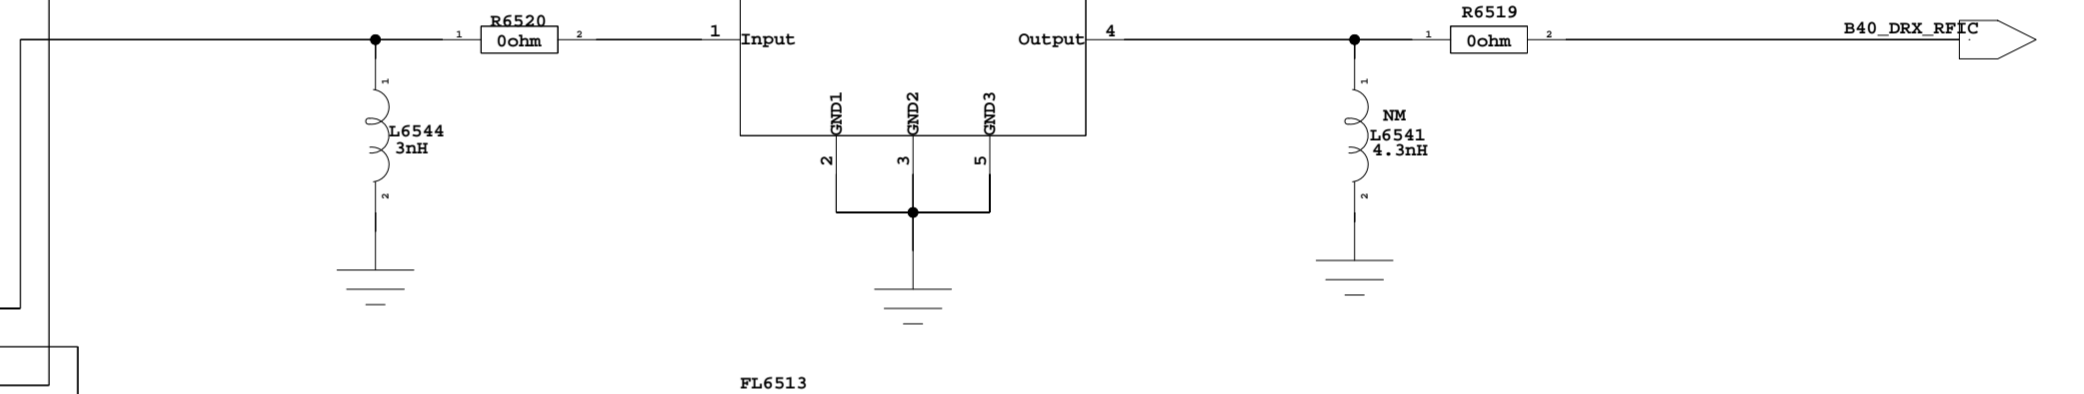 R6520
1 0ohm 2
1 Input
Output 4
R6519
1 0ohm 2
B40_DRX_RFIC
1
L6544
3nH
2
GND1 GND2 GND3
2 3 5
1
NM
L6541
4.3nH
2
FL6513